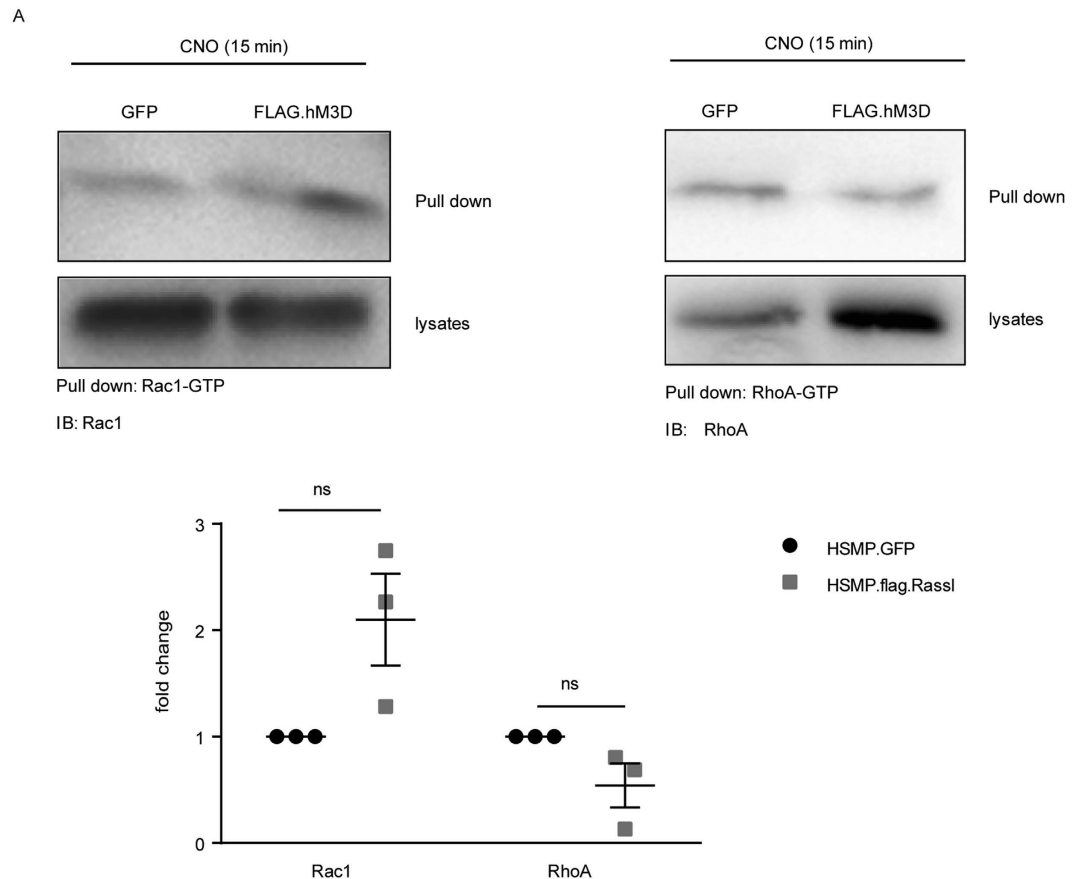 A
CNO (15 min)
GFP FLAG.hM3D
Pull down
lysates
Pull down: Rac1-GTP
IB: Rac1
CNO (15 min)
GFP FLAG.hM3D
Pull down
lysates
Pull down: RhoA-GTP
IB: RhoA
ns
ns
3
2
1
0
fold change
Rac1 RhoA
HSMP.GFP
HSMP.flag.Rassl